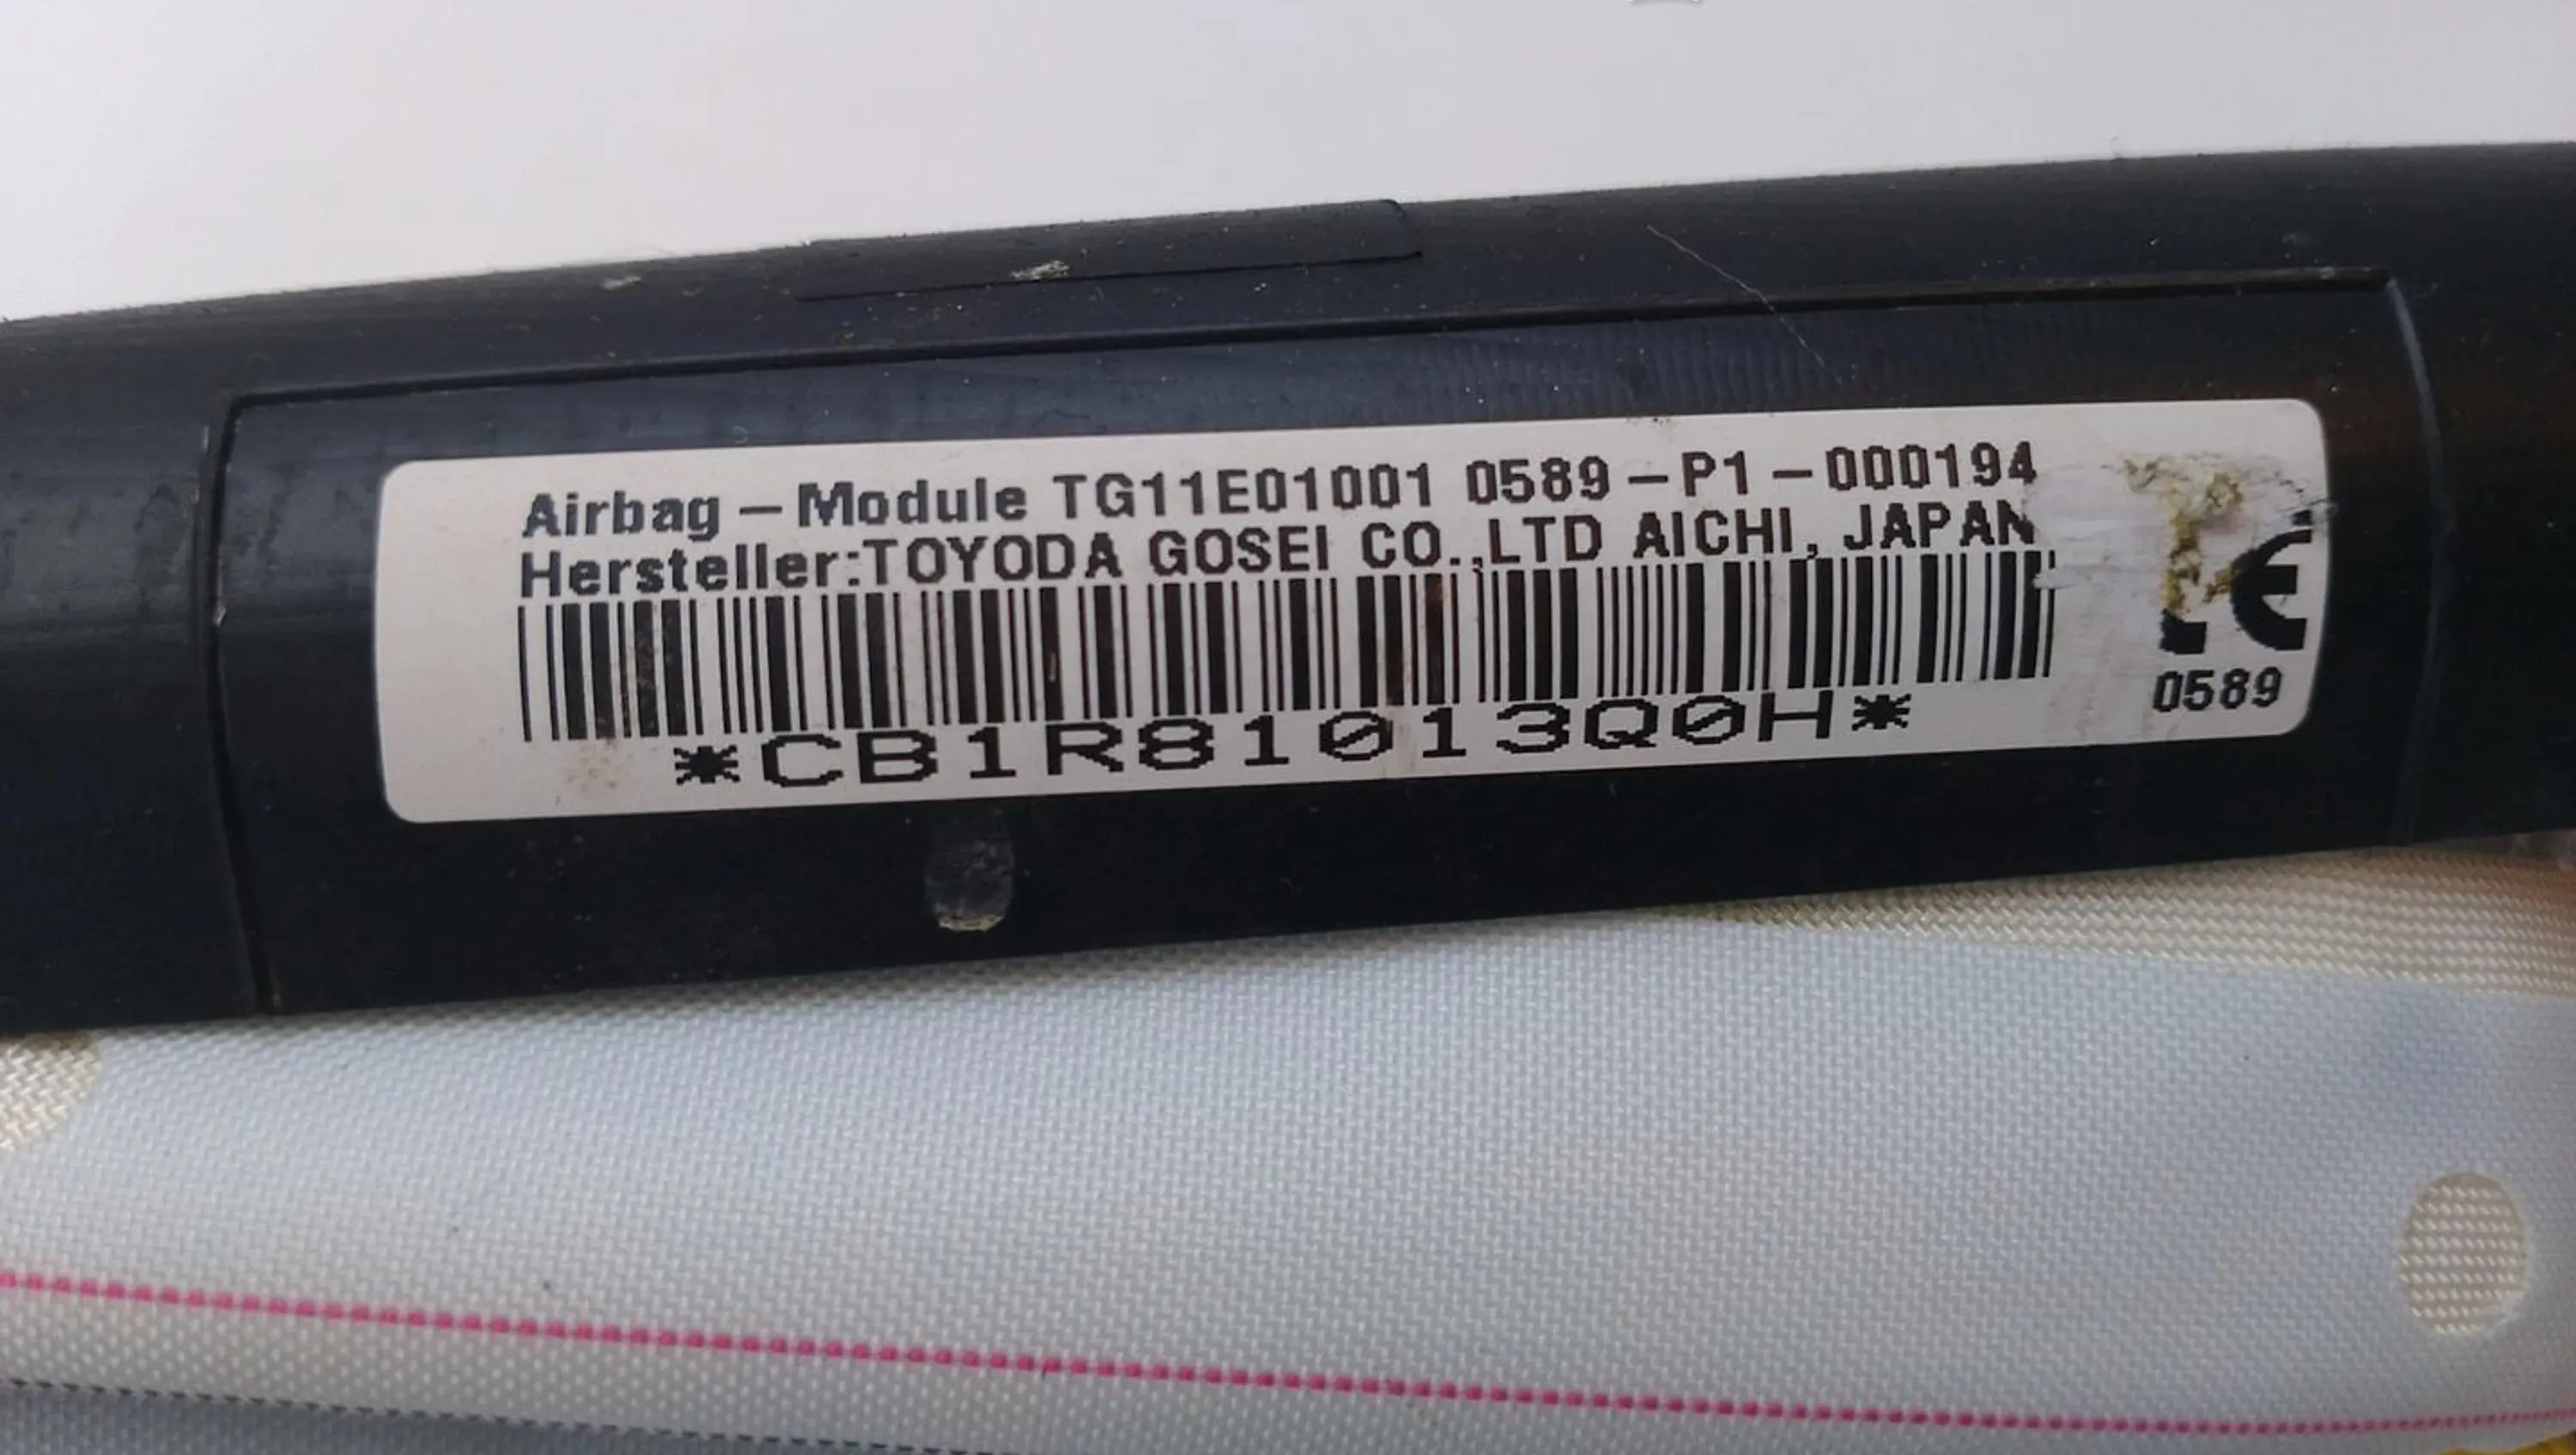 Airbag - Module TG11E01001 0589 - P1 - 000194
Hersteller:TOYODA GOSEI CO.,LTD AICHI, JAPAN
*CB1R81013Q0H*
CE
0589